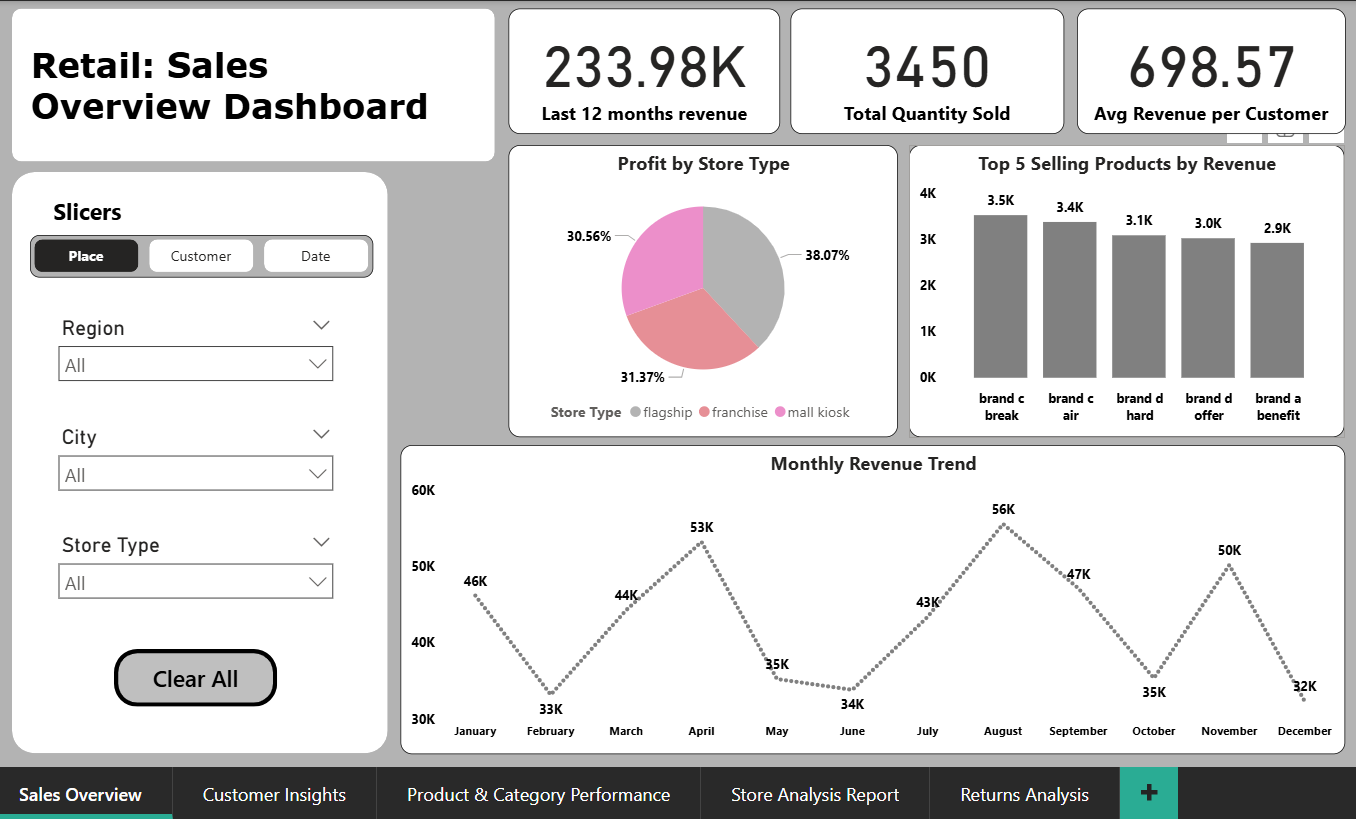 Retail: Sales
Overview Dashboard
233.98K
Last 12 months revenue
3450
Total Quantity Sold
698.57
Avg Revenue per Customer
Slicers
Place
Customer
Date
Region
All
City
All
Store Type
All
Clear All
Profit by Store Type
30.56%
38.07%
31.37%
Store Type flagship franchise mall kiosk
Top 5 Selling Products by Revenue
4K
3K
2K
1K
0K
3.5K
3.4K
3.1K
3.0K
2.9K
brand c
break
brand c
air
brand d
hard
brand d
offer
brand a
benefit
Monthly Revenue Trend
60K
50K
40K
30K
46K
33K
44K
53K
35K
34K
43K
56K
47K
35K
50K
32K
January
February
March
April
May
June
July
August
September
October
November
December
Sales Overview
Customer Insights
Product & Category Performance
Store Analysis Report
Returns Analysis
+